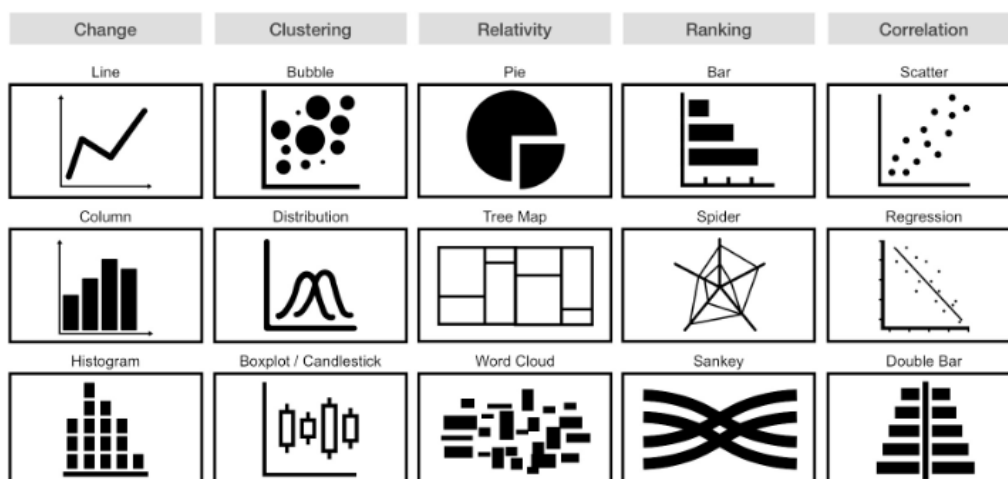 Change Clustering Relativity Ranking Correlation
Line Bubble Pie Bar Scatter
Column Distribution Tree Map Spider Regression
Histogram Boxplot / Candlestick Word Cloud Sankey Double Bar